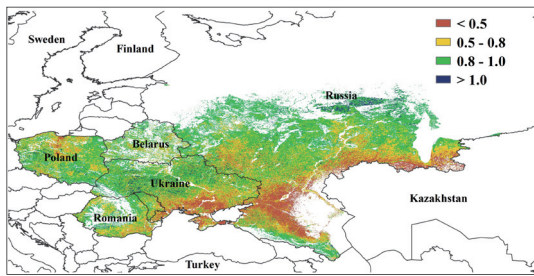 Sweden
Finland
< 0.5
0.5 - 0.8
0.8 - 1.0
> 1.0
Russia
Belarus
Poland
Ukraine
Kazakhstan
Romania
Turkey